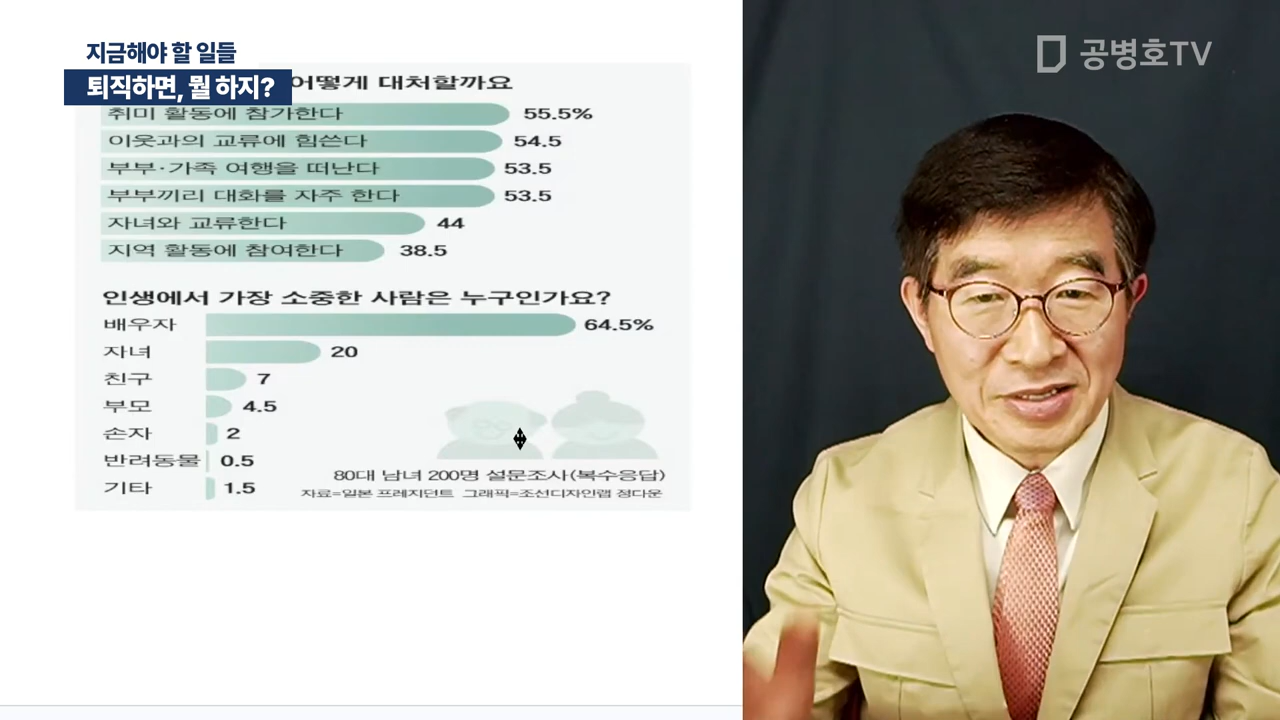 지금해야 할 일들
퇴직하면, 뭘 하지?
공병호TV
어떻게 대처할까요
취미 활동에 참가한다 55.5%
이웃과의 교류에 힘쓴다 54.5
부부·가족 여행을 떠난다 53.5
부부끼리 대화를 자주 한다 53.5
자녀와 교류한다 44
지역 활동에 참여한다 38.5
인생에서 가장 소중한 사람은 누구인가요?
배우자 64.5%
자녀 20
친구 7
부모 4.5
손자 2
반려동물 0.5
기타 1.5
80대 남녀 200명 설문조사(복수응답)
자료=일본 프레지던트 그래픽=조선디자인랩 정다운